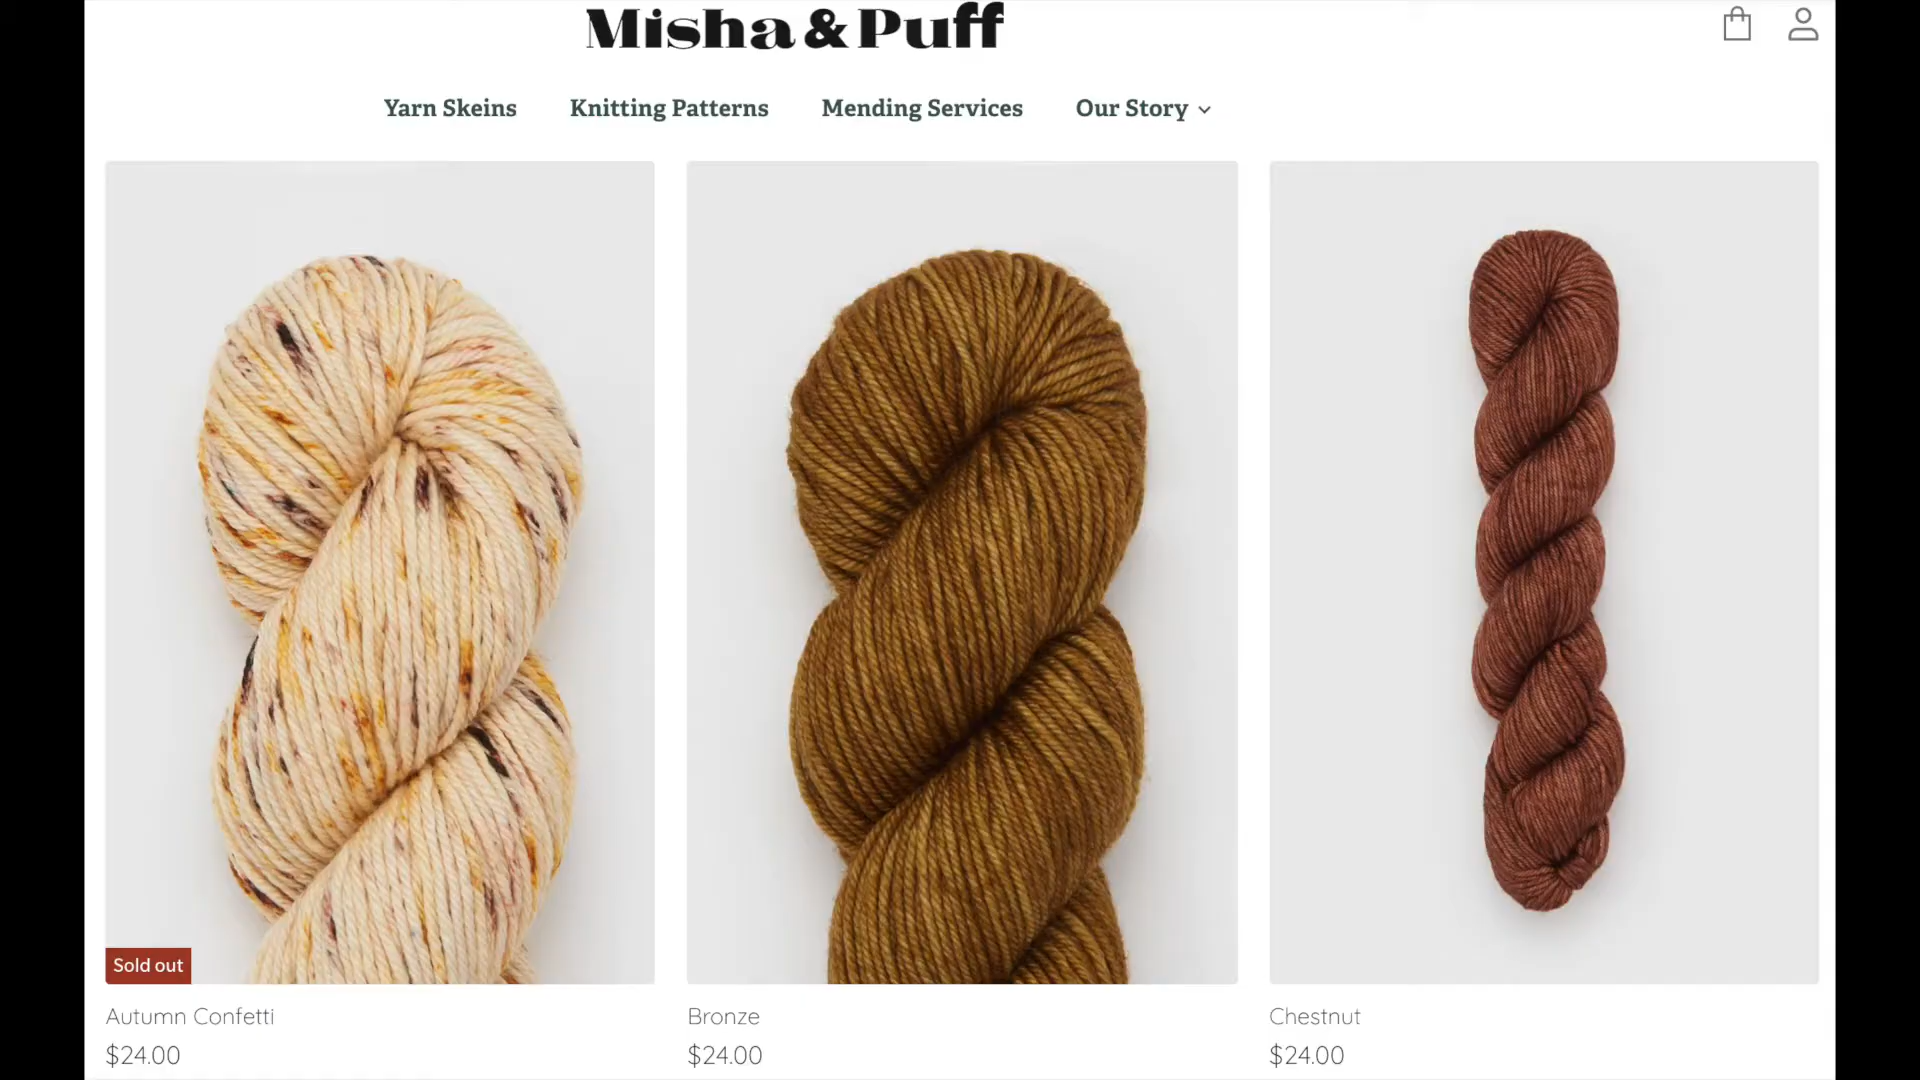 Misha & Puff
Yarn Skeins Knitting Patterns Mending Services Our Story
Sold out
Autumn Confetti
$24.00
Bronze
$24.00
Chestnut
$24.00